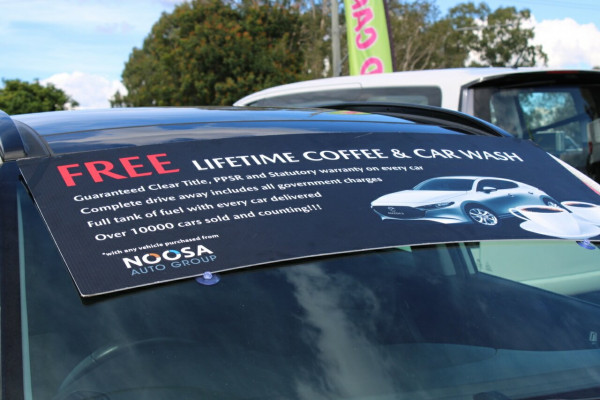 CAR
FREE LIFETIME COFFEE & CAR WASH
Guaranteed Clear Title, PPSR and Statutory warranty on every car
Complete drive away includes all government charges
Full tank of fuel with every car delivered
Over 10000 cars sold and counting!!!
*with any vehicle purchased from
NOOSA
AUTO GROUP